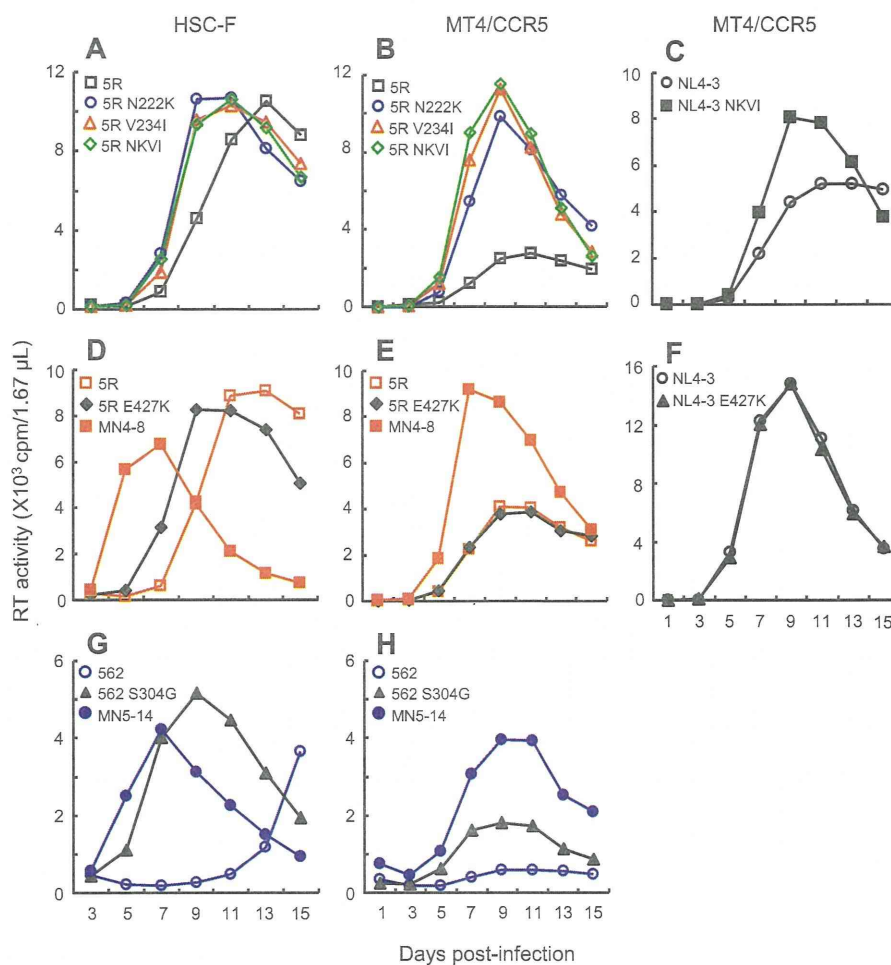 HSC-F
MT4/CCR5
MT4/CCR5
A
12
8
4
0
5R
5R N222K
5R V234I
5R NKVI
B
12
8
4
0
5R
5R N222K
5R V234I
5R NKVI
C
10
8
6
4
2
0
NL4-3
NL4-3 NKVI
RT activity (X10³ cpm/1.67 μL)
D
10
8
6
4
2
0
5R
5R E427K
MN4-8
E
10
8
6
4
2
0
5R
5R E427K
MN4-8
F
16
12
8
4
0
NL4-3
NL4-3 E427K
1 3 5 7 9 11 13 15
G
6
4
2
0
562
562 S304G
MN5-14
3 5 7 9 11 13 15
H
6
4
2
0
562
562 S304G
MN5-14
1 3 5 7 9 11 13 15
Days post-infection